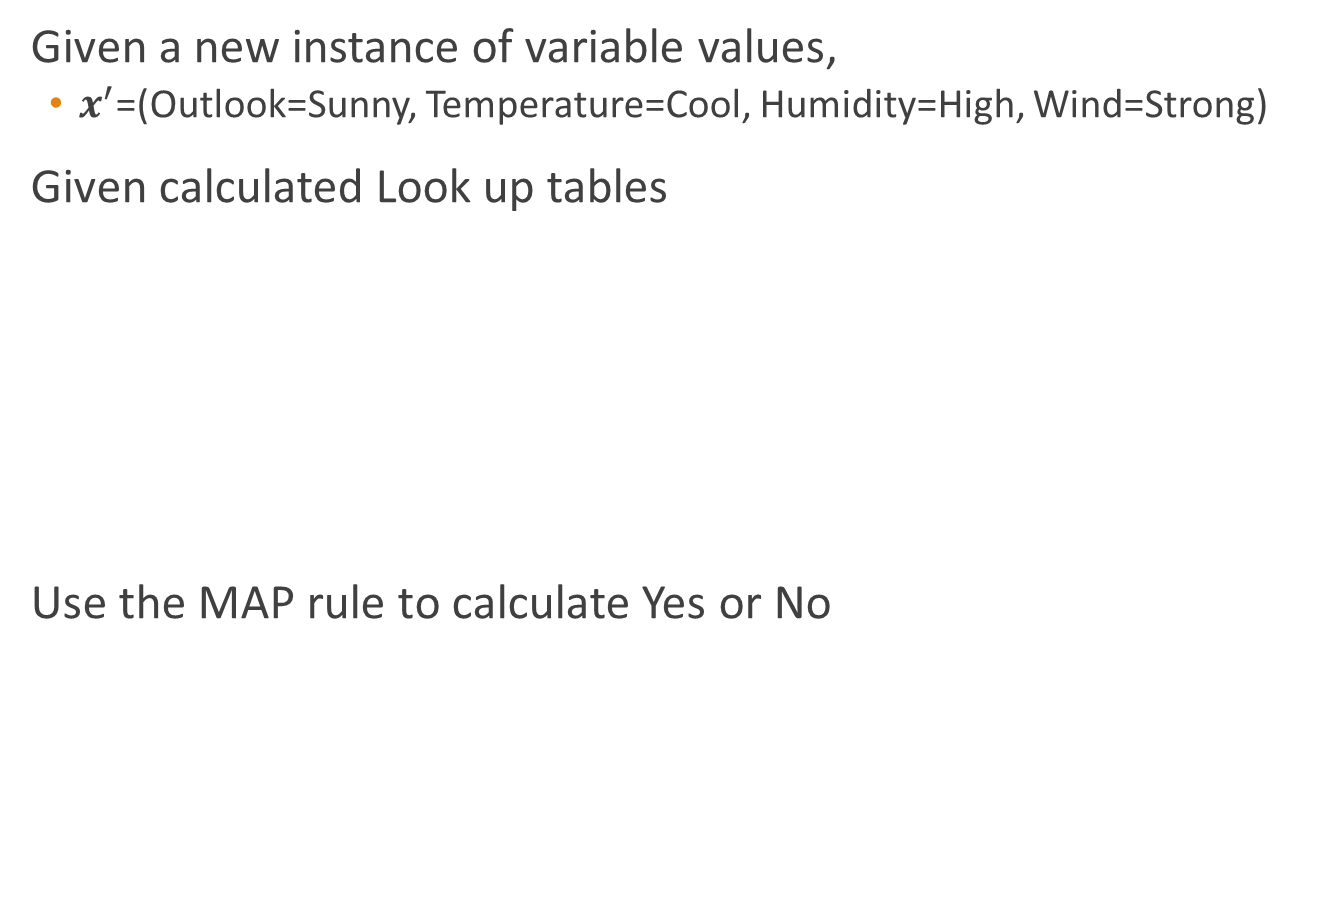 Given a new instance of variable values,
• 𝒙′=(Outlook=Sunny, Temperature=Cool, Humidity=High, Wind=Strong)
Given calculated Look up tables
Use the MAP rule to calculate Yes or No